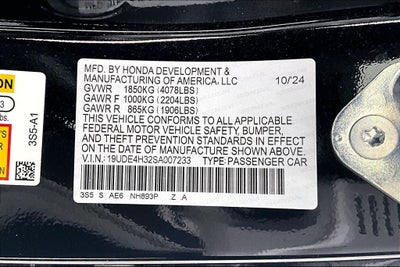 MFD. BY HONDA DEVELOPMENT &
MANUFACTURING OF AMERICA, LLC 10/24
GVWR 1850KG (4078LBS)
GAWR F 1000KG (2204LBS)
GAWR R 865KG (1906LBS)
THIS VEHICLE CONFORMS TO ALL APPLICABLE
FEDERAL MOTOR VEHICLE SAFETY, BUMPER,
AND THEFT PREVENTION STANDARDS IN EFFECT
ON THE DATE OF MANUFACTURE SHOWN ABOVE.
V.I.N.: 19UDE4H32SA007233 TYPE:PASSENGER CAR
3S5 S AE6 NH893P Z .A
3S5-A1